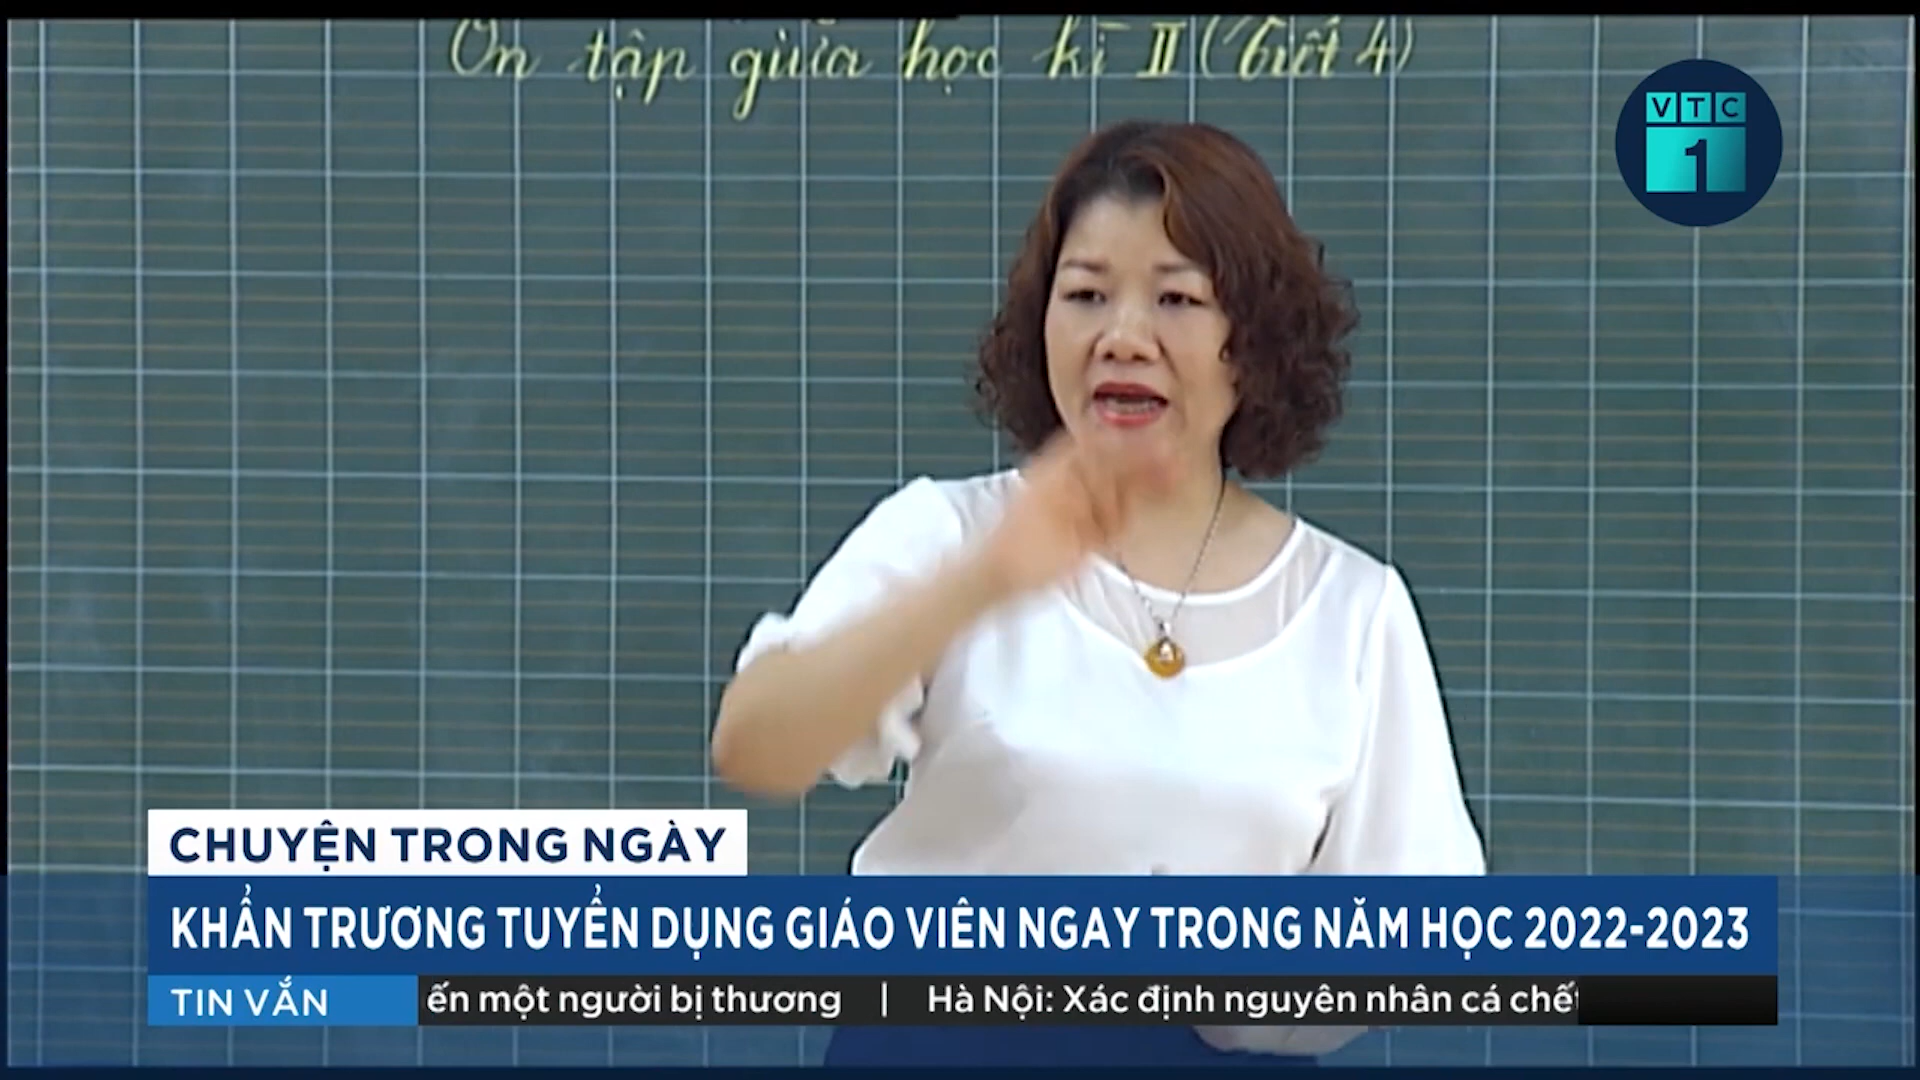 Ôn tập giữa học kì II (Tiết 4)
VTC
1
CHUYỆN TRONG NGÀY
KHẨN TRƯƠNG TUYỂN DỤNG GIÁO VIÊN NGAY TRONG NĂM HỌC 2022-2023
TIN VẮN
ến một người bị thương | Hà Nội: Xác định nguyên nhân cá chết